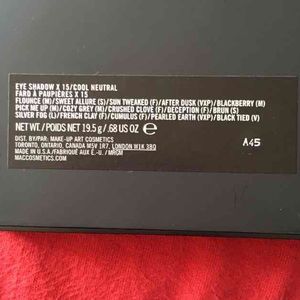 EYE SHADOW X 15/COOL NEUTRAL
FARD À PAUPIÈRES X 15
FLOUNCE (M)/SWEET ALLURE (S)/SUN TWEAKED (F)/AFTER DUSK (VXP)/BLACKBERRY (M)
PICK ME UP (M)/COZY GREY (M)/CRUSHED CLOVE (F)/DECEPTION (F)/BRUN (S)
SILVER FOG (L)/FRENCH CLAY (F)/CUMULUS (F)/PEARLED EARTH (VXP)/BLACK TIED (V)
NET WT. /POIDS NET 19.5 g/ .68 US OZ ℮
DIST. BY/PAR: MAKE-UP ART COSMETICS
TORONTO, ONTARIO, CANADA M5V 1R7, LONDON W1K 3BQ
MACCOSMETICS.COM
MADE IN U.S.A./FABRIQUÉ AUX É.-U./MRGM
A45